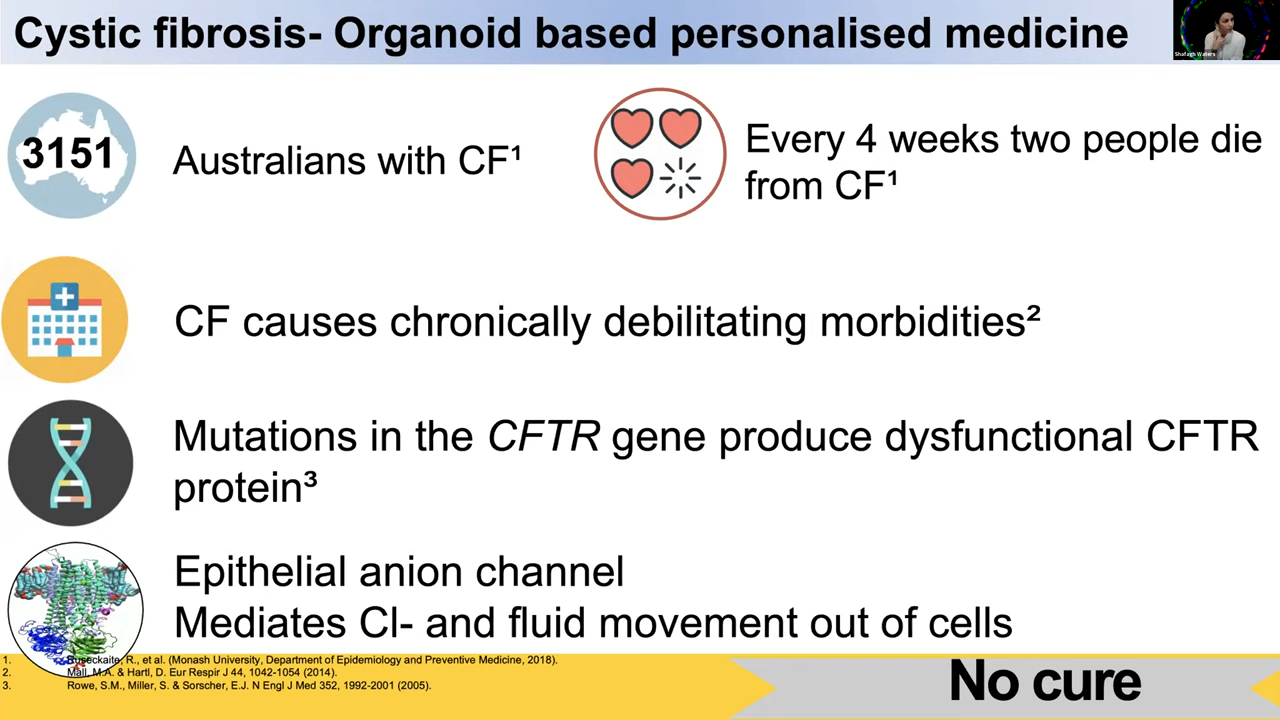 Cystic fibrosis- Organoid based personalised medicine
Shafagh Waters
3151
Australians with CF¹
Every 4 weeks two people die
from CF¹
CF causes chronically debilitating morbidities²
Mutations in the CFTR gene produce dysfunctional CFTR
protein³
Epithelial anion channel
Mediates Cl- and fluid movement out of cells
1. Ruseckaite, R., et al. (Monash University, Department of Epidemiology and Preventive Medicine, 2018).
2. Mall, M.A. & Hartl, D. Eur Respir J 44, 1042-1054 (2014).
3. Rowe, S.M., Miller, S. & Sorscher, E.J. N Engl J Med 352, 1992-2001 (2005).
No cure